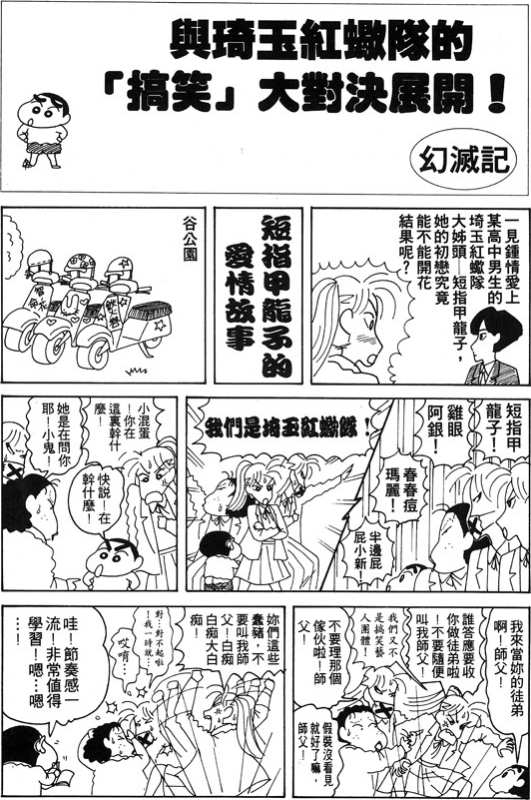 與琦玉紅蠍隊的
「搞笑」大對決展開！
幻滅記
一見鍾情愛上
某高中男生的
琦玉紅蠍隊
大姊頭—短指甲龍子，
她的初戀究竟
能不能開花
結果呢？
短指甲龍子的
愛情故事
谷公園
短指甲
龍子！
雞眼
阿銀！
春春痘
瑪麗！
半邊屁
屁小新！
我們是琦玉紅蠍隊！
小混蛋
！你在
這裏幹什
麼！
快說！在
幹什麼！
她是在問你
耶！小鬼！
我來當妳的徒弟
啊！師父！
誰答應要收
你做徒弟啦
！不要隨便
叫我師父！
我們又不
是搞笑藝
人團體！
不要理那個
傢伙啦！師
父！
假裝沒看見
就好了嘛，
師父！
妳們這些
蠢豬，不
要叫我師
父！白痴
白痴大白
痴！
對…對不起啦
！我一時就…
哎唷…
哇！節奏感一
流！非常值得
學習！嗯…嗯
…！